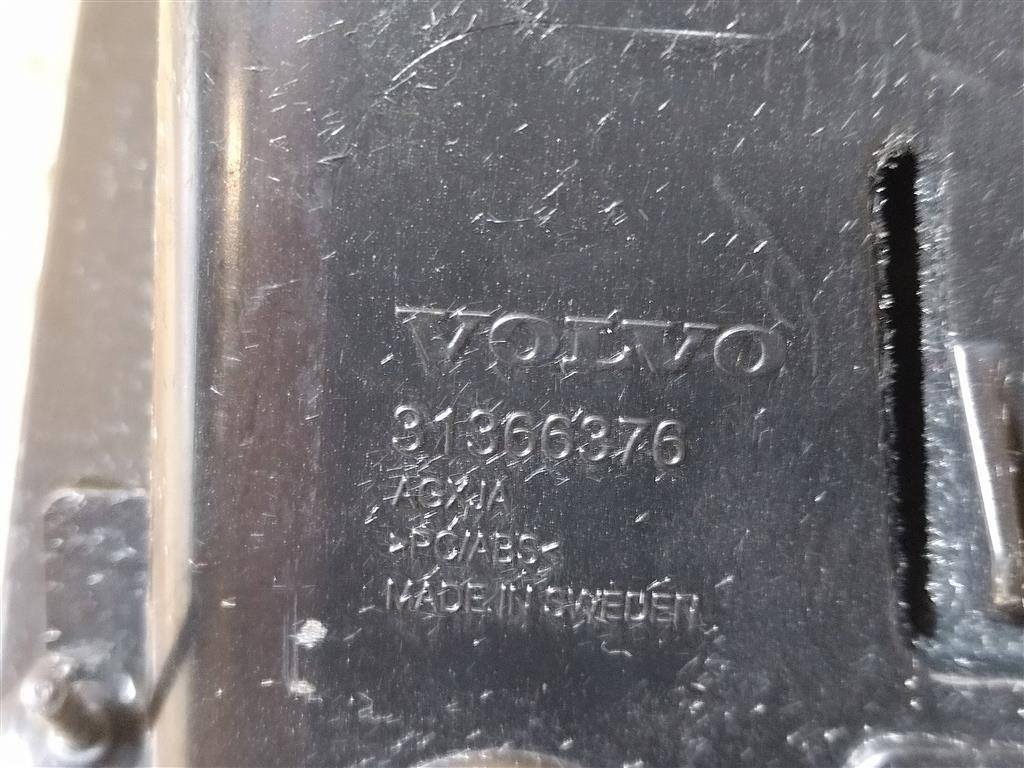 VOLVO
31366376
AGXJA
>PC/ABS<
MADE IN SWEDEN